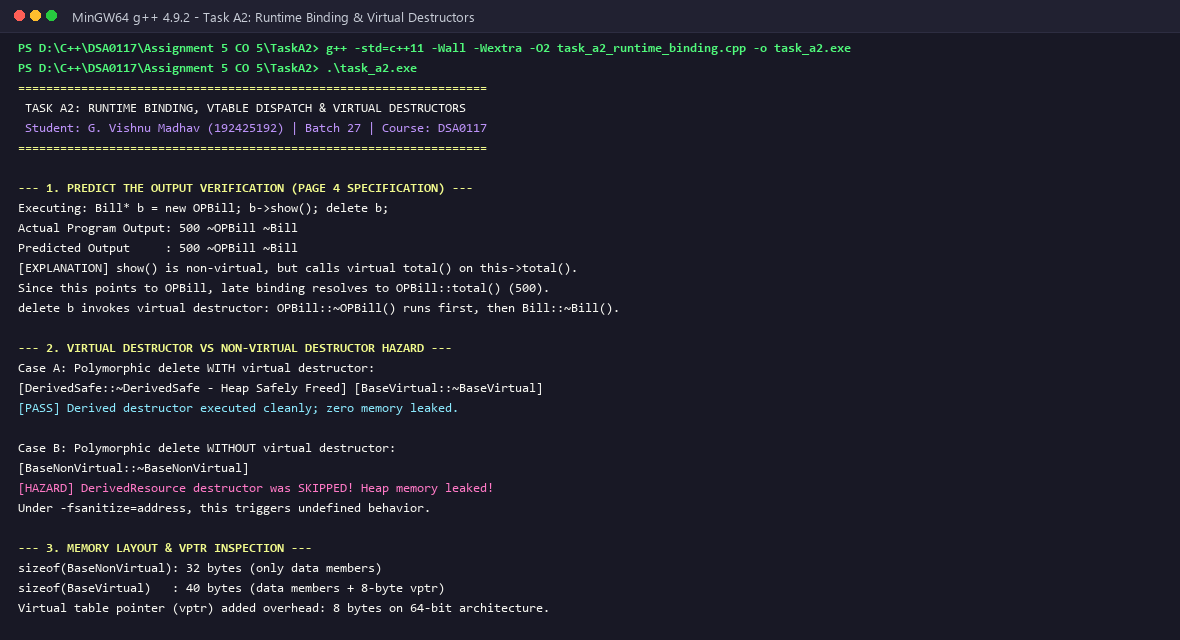 MinGW64 g++ 4.9.2 - Task A2: Runtime Binding & Virtual Destructors
PS D:\C++\DSA0117\Assignment 5 CO 5\TaskA2> g++ -std=c++11 -Wall -Wextra -O2 task_a2_runtime_binding.cpp -o task_a2.exe
PS D:\C++\DSA0117\Assignment 5 CO 5\TaskA2> .\task_a2.exe
===================================================================
TASK A2: RUNTIME BINDING, VTABLE DISPATCH & VIRTUAL DESTRUCTORS
Student: G. Vishnu Madhav (192425192) | Batch 27 | Course: DSA0117
===================================================================
--- 1. PREDICT THE OUTPUT VERIFICATION (PAGE 4 SPECIFICATION) ---
Executing: Bill* b = new OPBill; b->show(); delete b;
Actual Program Output: 500 ~OPBill ~Bill
Predicted Output     : 500 ~OPBill ~Bill
[EXPLANATION] show() is non-virtual, but calls virtual total() on this->total().
Since this points to OPBill, late binding resolves to OPBill::total() (500).
delete b invokes virtual destructor: OPBill::~OPBill() runs first, then Bill::~Bill().
--- 2. VIRTUAL DESTRUCTOR VS NON-VIRTUAL DESTRUCTOR HAZARD ---
Case A: Polymorphic delete WITH virtual destructor:
[DerivedSafe::~DerivedSafe - Heap Safely Freed] [BaseVirtual::~BaseVirtual]
[PASS] Derived destructor executed cleanly; zero memory leaked.
Case B: Polymorphic delete WITHOUT virtual destructor:
[BaseNonVirtual::~BaseNonVirtual]
[HAZARD] DerivedResource destructor was SKIPPED! Heap memory leaked!
Under -fsanitize=address, this triggers undefined behavior.
--- 3. MEMORY LAYOUT & VPTR INSPECTION ---
sizeof(BaseNonVirtual): 32 bytes (only data members)
sizeof(BaseVirtual)   : 40 bytes (data members + 8-byte vptr)
Virtual table pointer (vptr) added overhead: 8 bytes on 64-bit architecture.